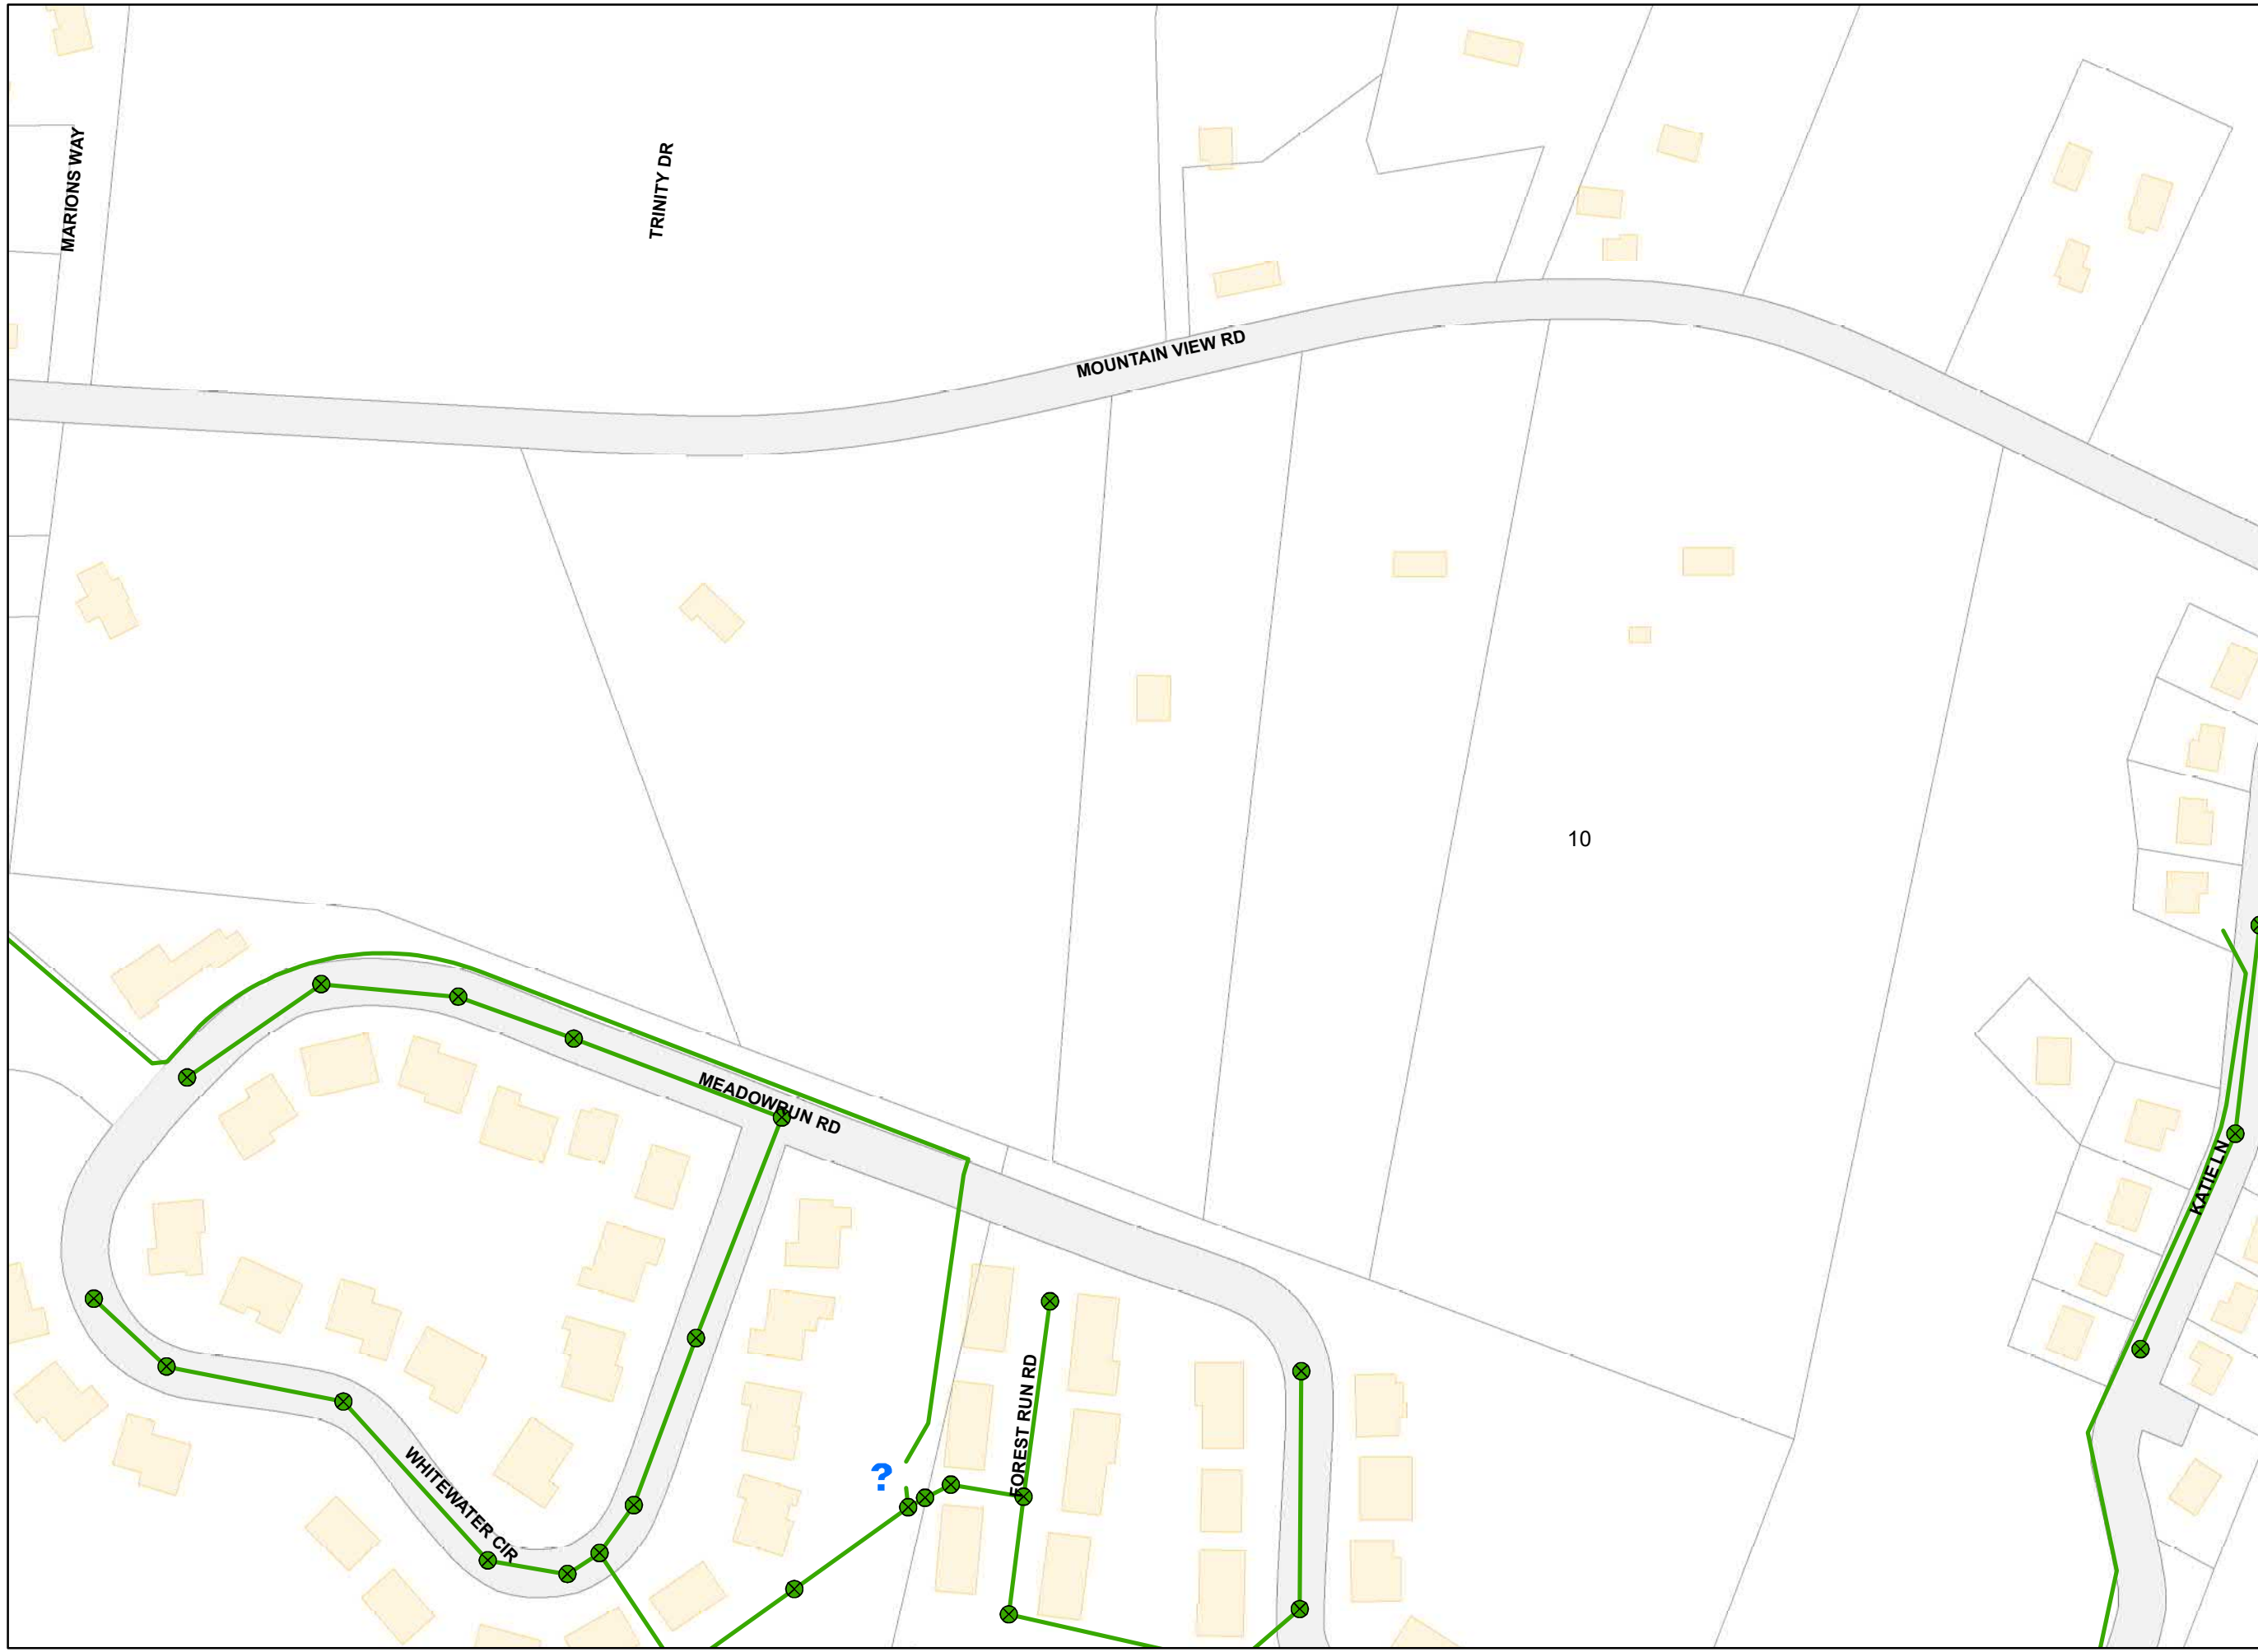 MARIONS WAY
TRINITY DR
MOUNTAIN VIEW RD
10
MEADOWRUN RD
KATIE LN
FOREST RUN RD
WHITEWATER CIR
?